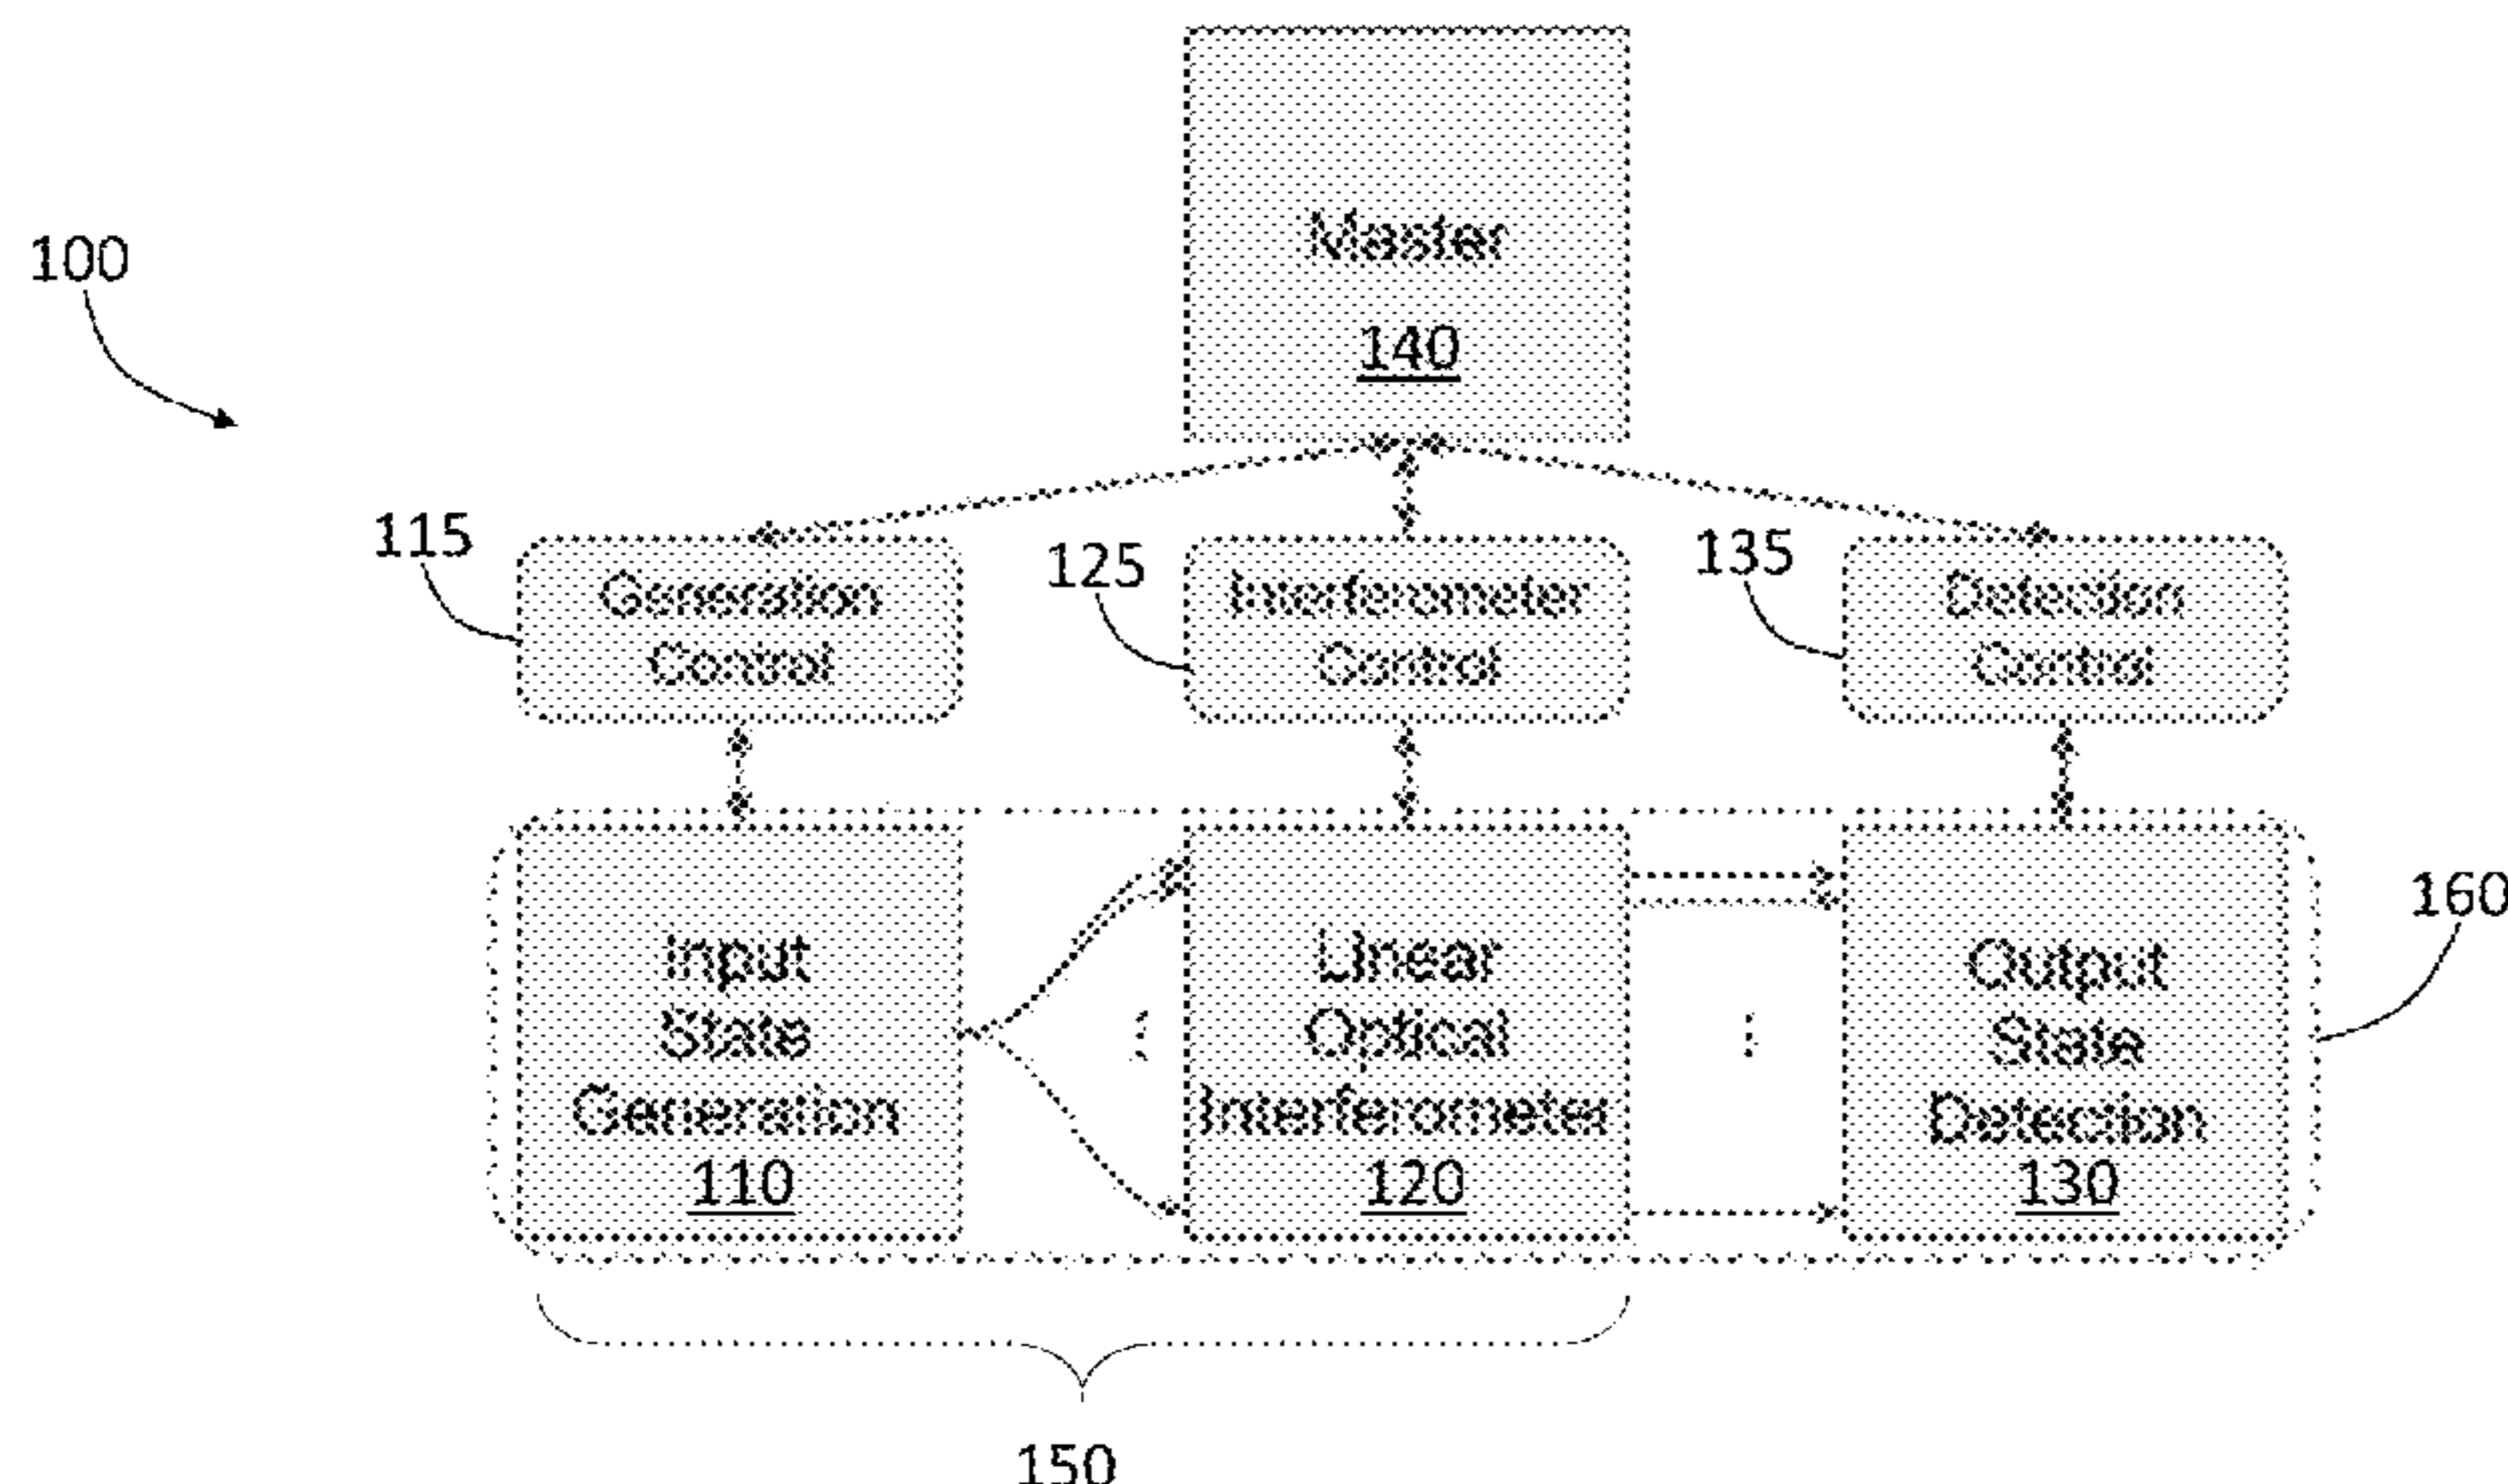 Master
140
100
115
Generation
Control
125
Interferometer
Control
135
Detection
Control
160
Input
State
Generation
110
Linear
Optical
Interferometer
120
Output
State
Detection
130
150